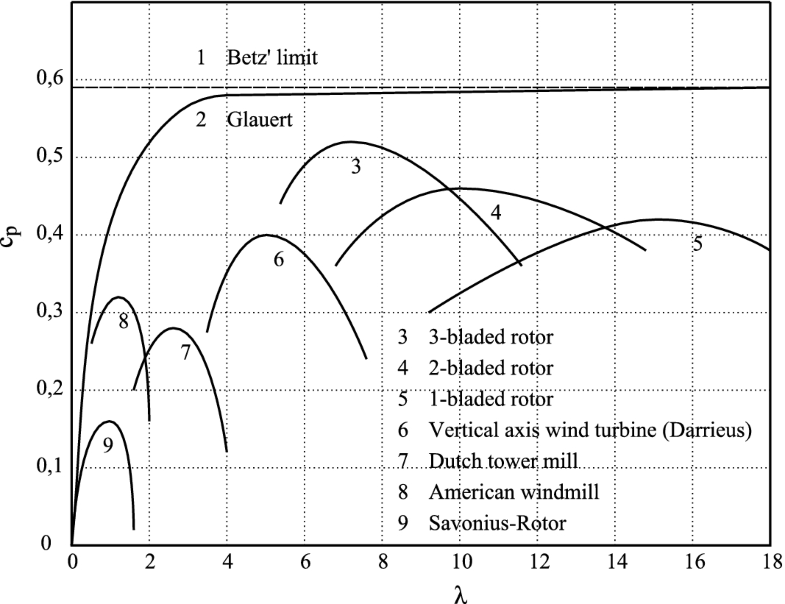 1 Betz' limit
0,6
2 Glauert
0,5
3
0,4
4
5
6
cp
0,3
8
7
3 3-bladed rotor
4 2-bladed rotor
0,2
5 1-bladed rotor
9
6 Vertical axis wind turbine (Darrieus)
0,1
7 Dutch tower mill
8 American windmill
9 Savonius-Rotor
0
0 2 4 6 8 10 12 14 16 18
λ